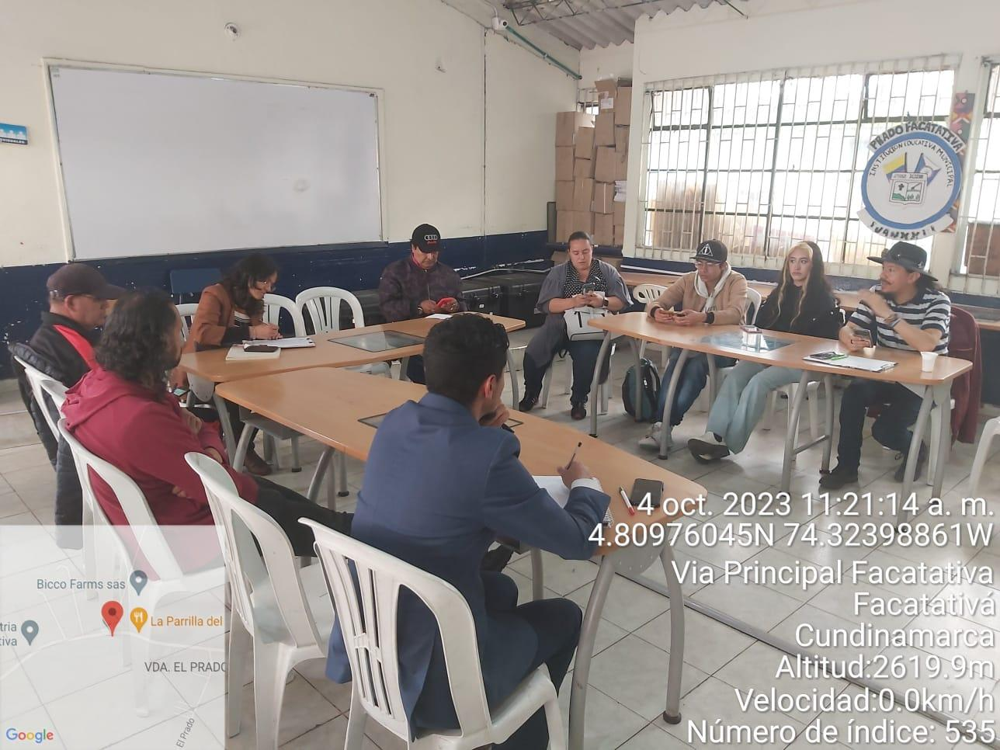 PRADO FACATATIVA
INSTITUCION EDUCATIVA MUNICIPAL
JUAN XXIII
4 oct. 2023 11:21:14 a. m.
4.80976045N 74.32398861W
Via Principal Facatativa
Facatativá
Cundinamarca
Altitud:2619.9m
Velocidad:0.0km/h
Número de índice: 535
Bicco Farms sas
La Parrilla del
tria
tiva
VDA. EL PRADO
El Prado
Google